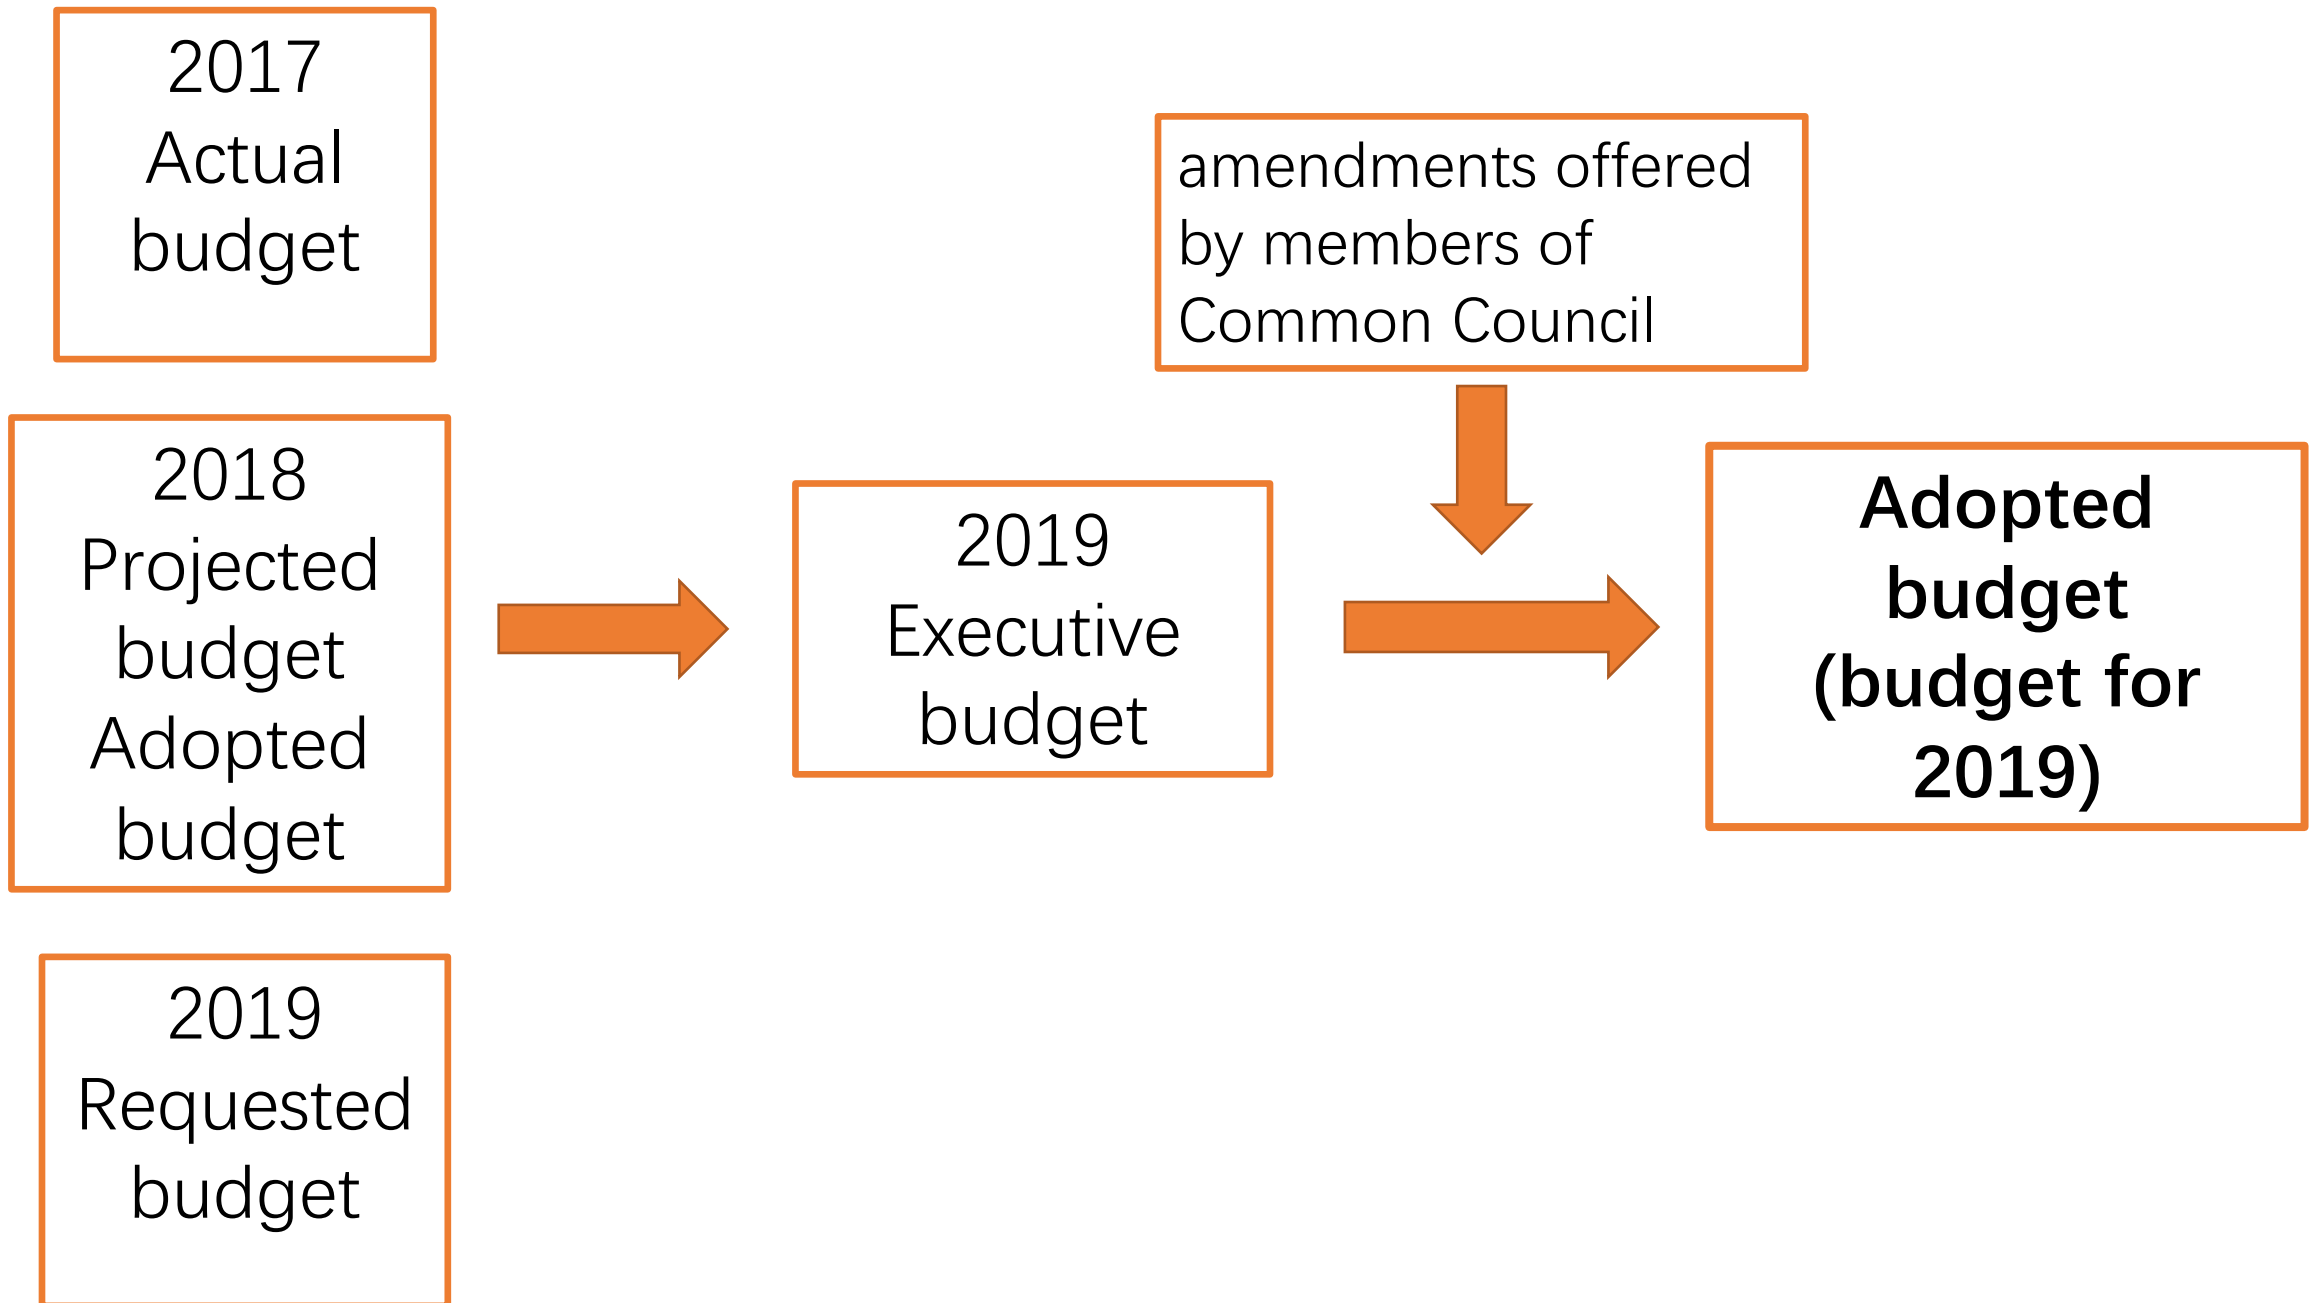 2017
Actual
budget
2018
Projected
budget
Adopted
budget
2019
Requested
budget
2019
Executive
budget
amendments offered
by members of
Common Council
Adopted
budget
(budget for
2019)